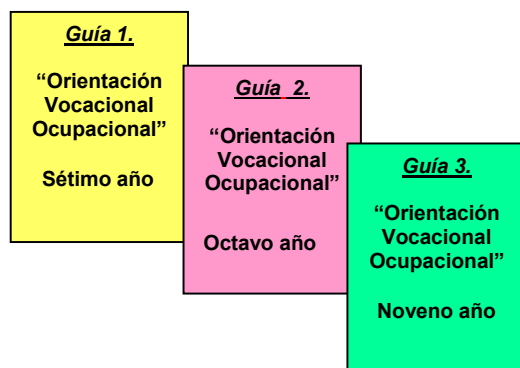 Guía 1.
“Orientación
Vocacional
Ocupacional”
Sétimo año
Guía 2.
“Orientación
Vocacional
Ocupacional”
Octavo año
Guía 3.
“Orientación
Vocacional
Ocupacional”
Noveno año